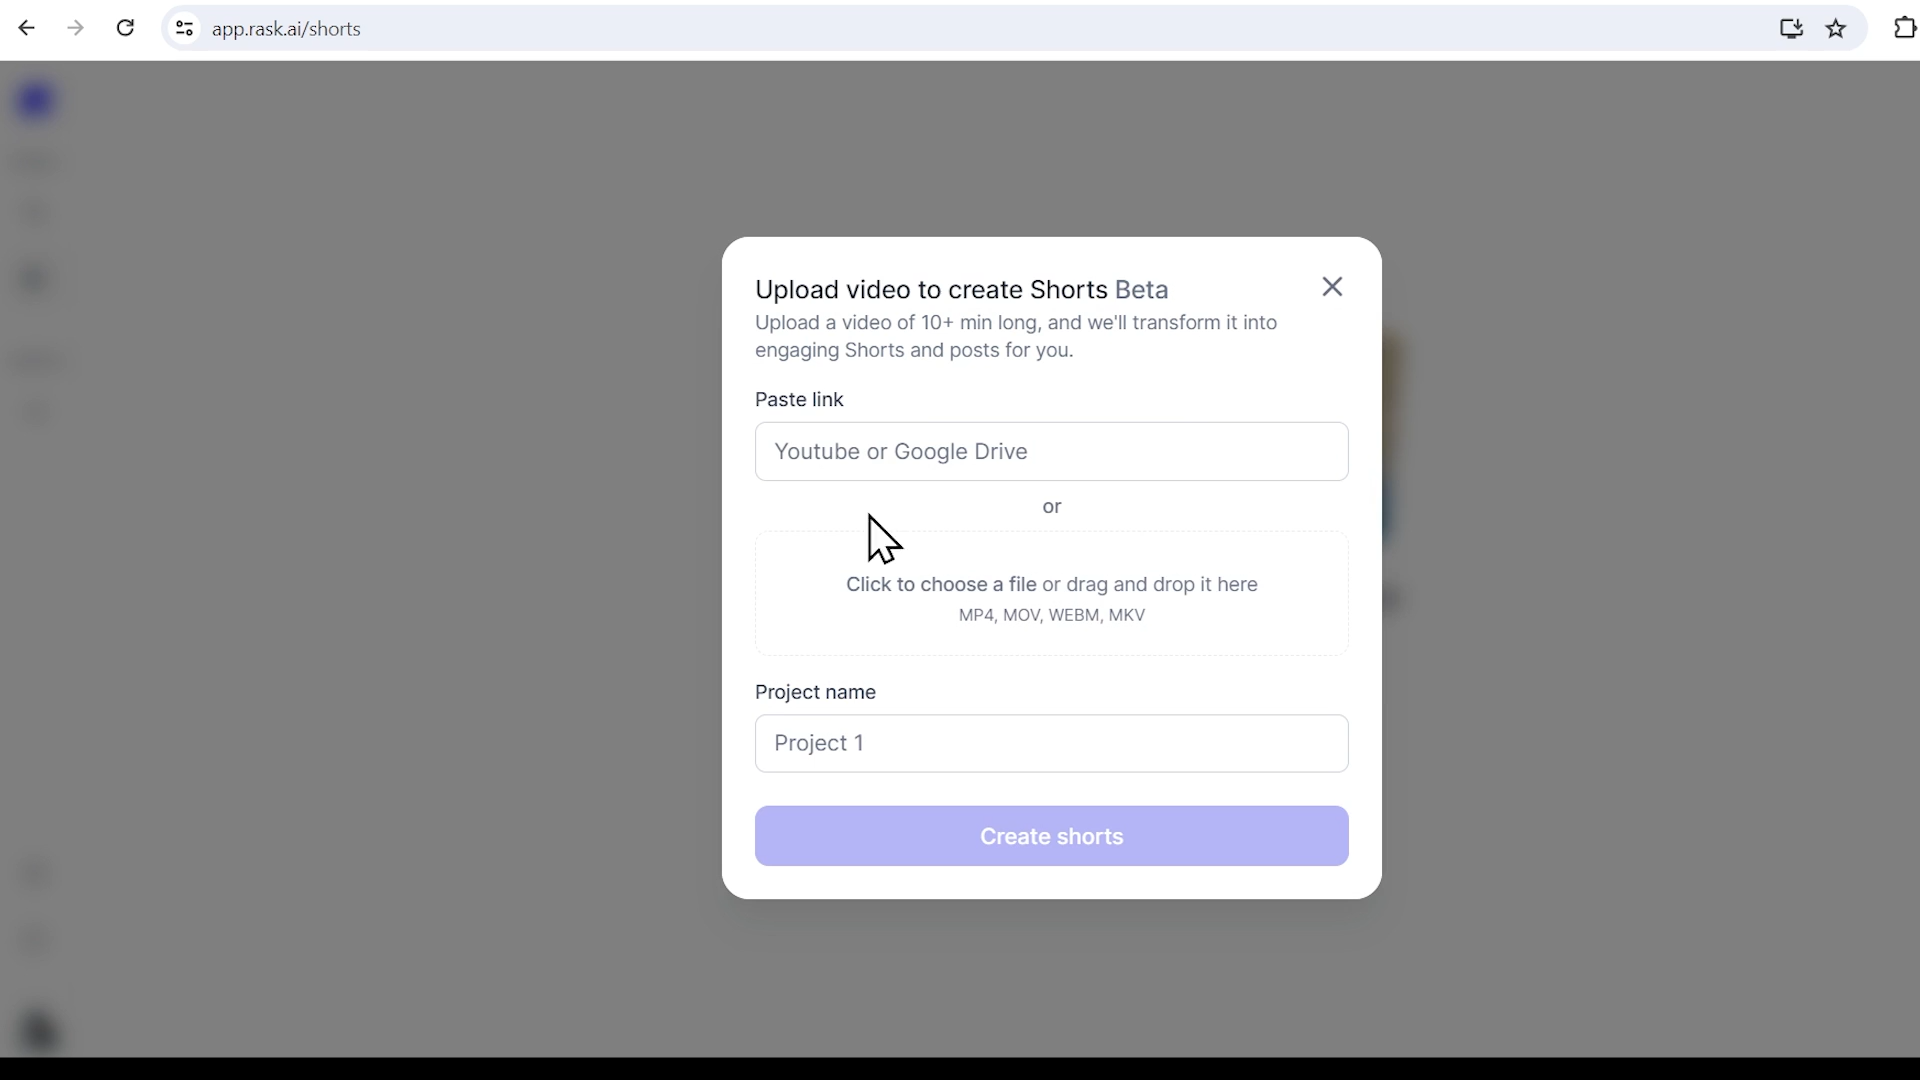 app.rask.ai/shorts
Upload video to create Shorts Beta
Upload a video of 10+ min long, and we'll transform it into
engaging Shorts and posts for you.
Paste link
Youtube or Google Drive
or
Click to choose a file or drag and drop it here
MP4, MOV, WEBM, MKV
Project name
Project 1
Create shorts